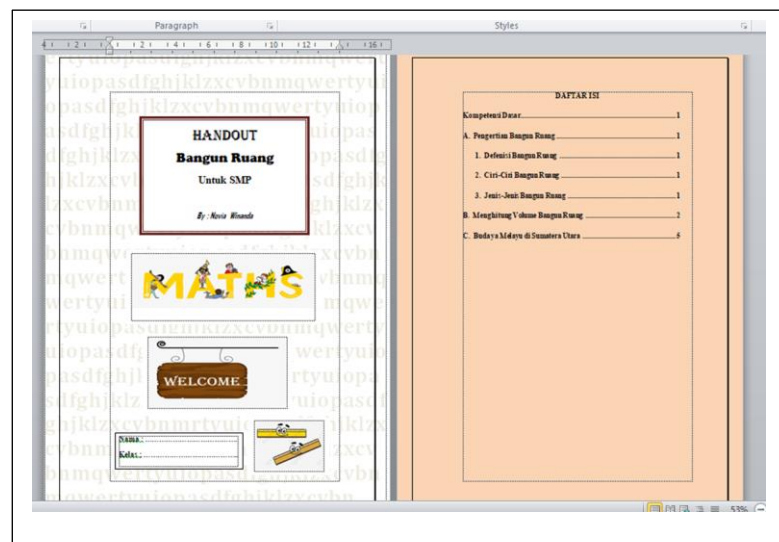 Paragraph
Styles
HANDOUT
Bangun Ruang
Untuk SMP
By : Novia Winanda
MATHS
WELCOME
Nama :
Kelas :
DAFTAR ISI
Kompetensi Dasar 1
A. Pengertian Bangun Ruang 1
1. Defenisi Bangun Ruang 1
2. Ciri-Ciri Bangun Ruang 1
3. Jenis-Jenis Bangun Ruang 1
B. Menghitung Volume Bangun Ruang 2
C. Budaya Melayu di Sumatera Utara 6
53%